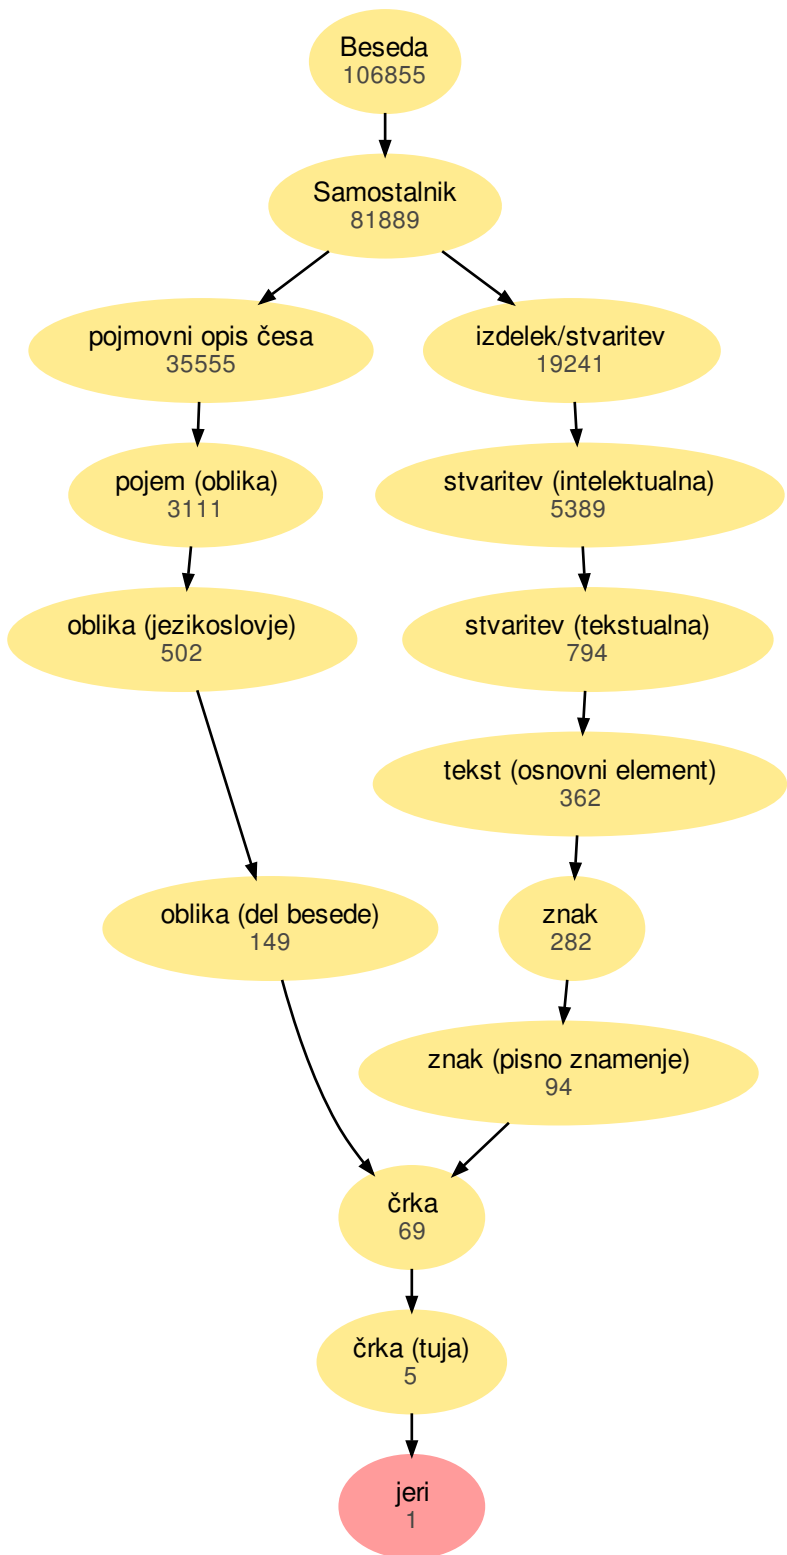 Beseda
106855
Samostalnik
81889
pojmovni opis česa
35555
izdelek/stvaritev
19241
pojem (oblika)
3111
stvaritev (intelektualna)
5389
oblika (jezikoslovje)
502
stvaritev (tekstualna)
794
tekst (osnovni element)
362
oblika (del besede)
149
znak
282
znak (pisno znamenje)
94
črka
69
črka (tuja)
5
jeri
1